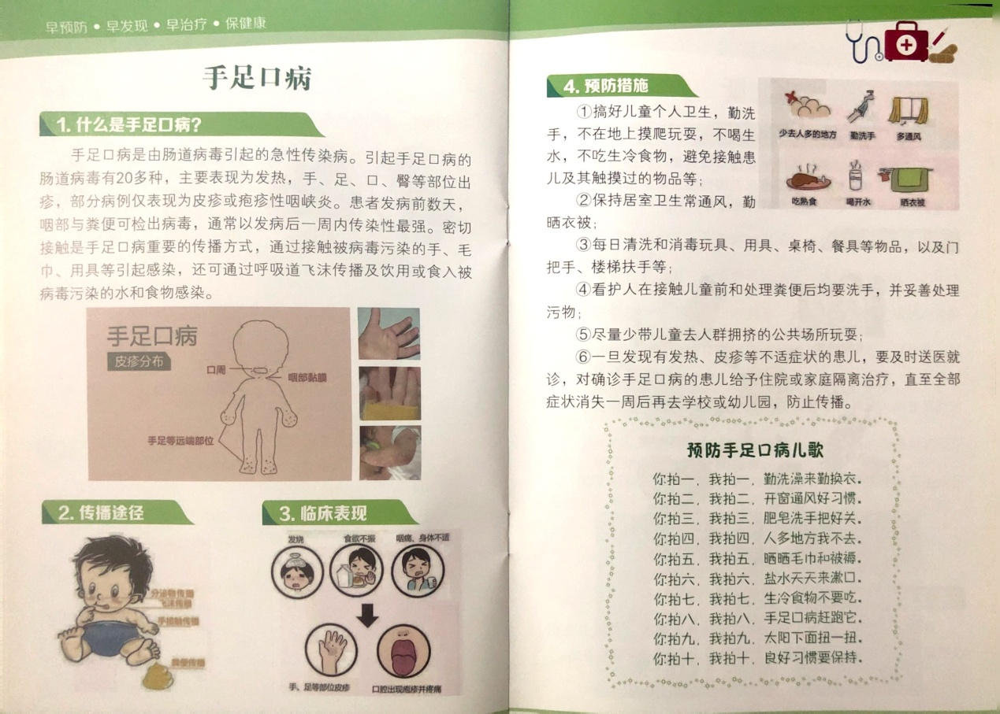 早预防 • 早发现 • 早治疗 • 保健康
手足口病
1. 什么是手足口病?
手足口病是由肠道病毒引起的急性传染病。引起手足口病的
肠道病毒有20多种，主要表现为发热，手、足、口、臀等部位出
疹，部分病例仅表现为皮疹或疱疹性咽峡炎。患者发病前数天，
咽部与粪便可检出病毒，通常以发病后一周内传染性最强。密切
接触是手足口病重要的传播方式，通过接触被病毒污染的手、毛
巾、用具等引起感染，还可通过呼吸道飞沫传播及饮用或食入被
病毒污染的水和食物感染。
手足口病
皮疹分布
口周
咽部黏膜
手足等远端部位
2. 传播途径
分泌物传播
飞沫传播
手接触传播
粪便传播
3. 临床表现
发烧
食欲不振
咽痛、身体不适
手、足等部位皮疹
口腔出现疱疹并疼痛
4. 预防措施
①搞好儿童个人卫生，勤洗
手，不在地上摸爬玩耍，不喝生
水，不吃生冷食物，避免接触患
儿及其触摸过的物品等；
②保持居室卫生常通风，勤
晒衣被；
少去人多的地方
勤洗手
多通风
吃熟食
喝开水
晒衣被
③每日清洗和消毒玩具、用具、桌椅、餐具等物品，以及门
把手、楼梯扶手等；
④看护人在接触儿童前和处理粪便后均要洗手，并妥善处理
污物；
⑤尽量少带儿童去人群拥挤的公共场所玩耍；
⑥一旦发现有发热、皮疹等不适症状的患儿，要及时送医就
诊，对确诊手足口病的患儿给予住院或家庭隔离治疗，直至全部
症状消失一周后再去学校或幼儿园，防止传播。
预防手足口病儿歌
你拍一，我拍一，勤洗澡来勤换衣。
你拍二，我拍二，开窗通风好习惯。
你拍三，我拍三，肥皂洗手把好关。
你拍四，我拍四，人多地方我不去。
你拍五，我拍五，晒晒毛巾和被褥。
你拍六，我拍六，盐水天天来漱口。
你拍七，我拍七，生冷食物不要吃。
你拍八，我拍八，手足口病赶跑它。
你拍九，我拍九，太阳下面扭一扭。
你拍十，我拍十，良好习惯要保持。